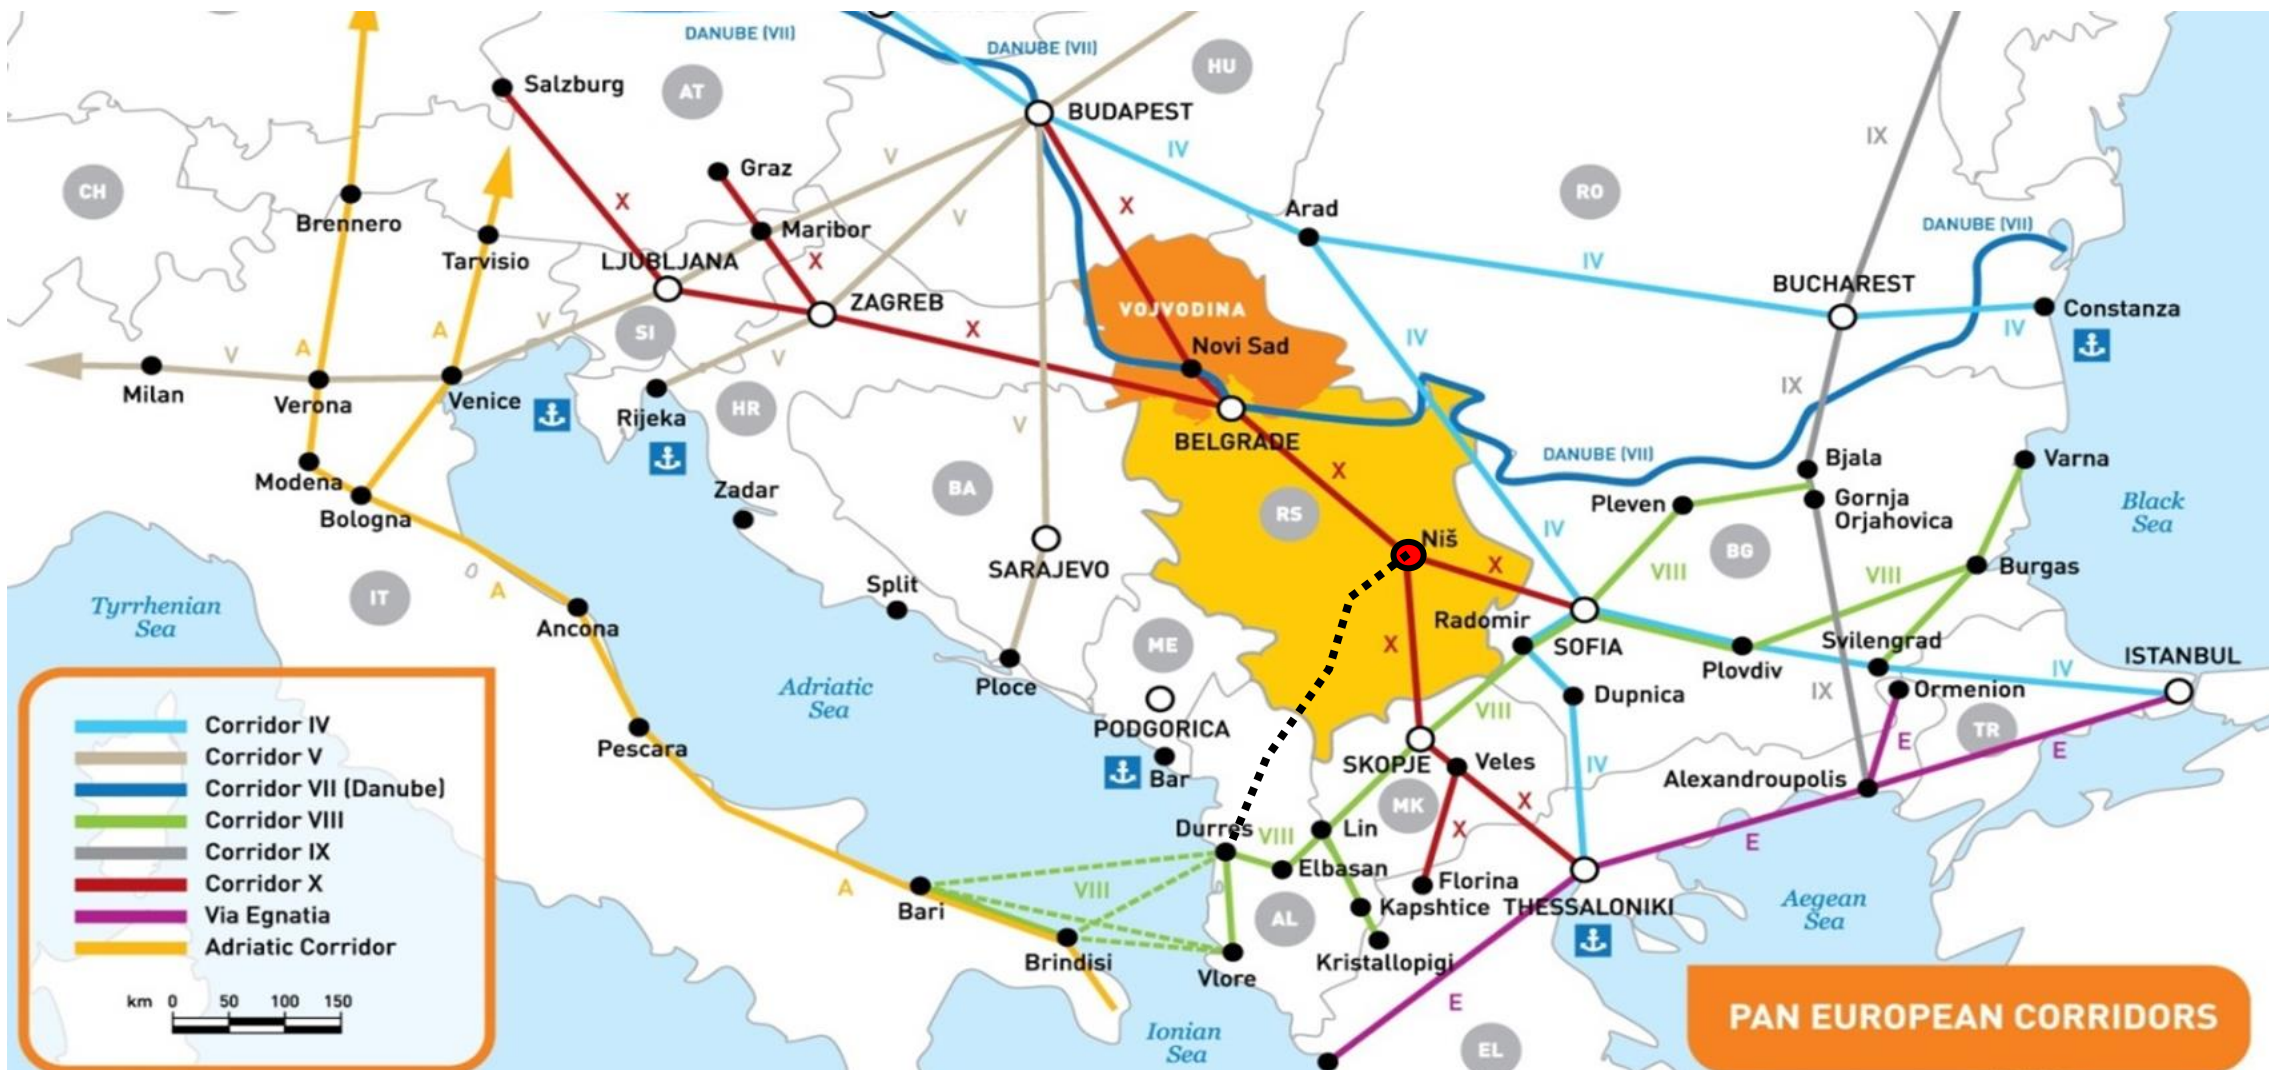 DANUBE (VII)
DANUBE (VII)
HU
Salzburg
AT
BUDAPEST
IV
IX
V
Graz
CH
RO
X
X
V
Arad
Brennero
Maribor
DANUBE (VII)
Tarvisio
LJUBLJANA
X
IV
BUCHAREST
ZAGREB
VOJVODINA
Constanza
V
SI
X
IV
IV
A
A
V
V
Novi Sad
Milan
Verona
Venice
IX
Rijeka
HR
V
BELGRADE
DANUBE (VII)
Bjala
Varna
X
Modena
Zadar
BA
Pleven
Gornja
Orjahovica
Black
Sea
Bologna
RS
IV
Niš
BG
SARAJEVO
X
VIII
VIII
Burgas
A
Split
IT
Tyrrhenian
Sea
Ancona
Radomir
X
ME
SOFIA
Svilengrad
Plovdiv
IV
ISTANBUL
Adriatic
Sea
Ploce
Dupnica
IX
Ormenion
VIII
PODGORICA
TR
E
E
Pescara
SKOPJE
Veles
IV
Bar
Alexandroupolis
MK
X
Durres
VIII
Lin
X
E
Elbasan
A
VIII
Florina
Bari
AL
Kapshtice
THESSALONIKI
Aegean
Sea
Brindisi
Vlore
Kristallopigi
E
Ionian
Sea
EL
Corridor IV
Corridor V
Corridor VII (Danube)
Corridor VIII
Corridor IX
Corridor X
Via Egnatia
Adriatic Corridor
km 0 50 100 150
PAN EUROPEAN CORRIDORS